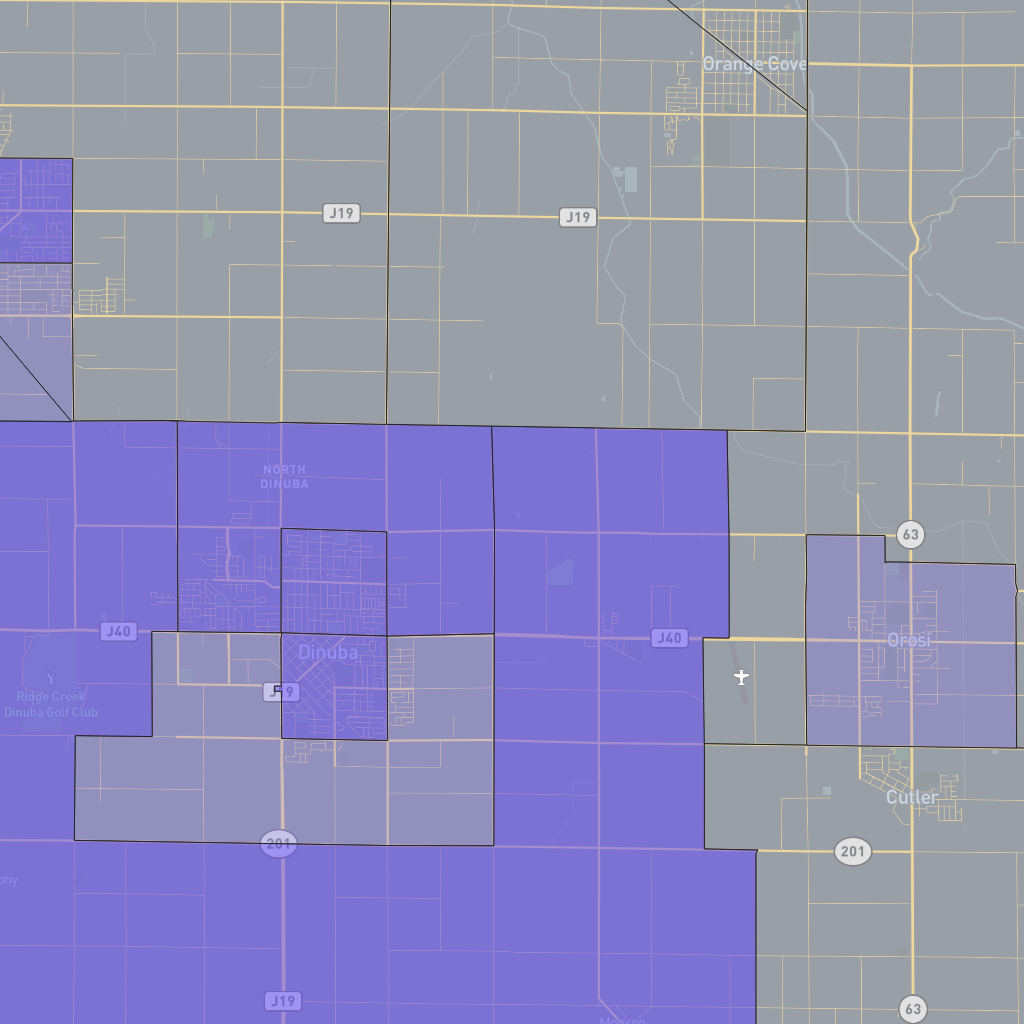 Orange Cove
J19
J19
NORTH
DINUBA
63
J40
J40
Orosi
Dinuba
Ridge Creek
Dinuba Golf Club
Cutler
201
201
ony
J19
63
Monson